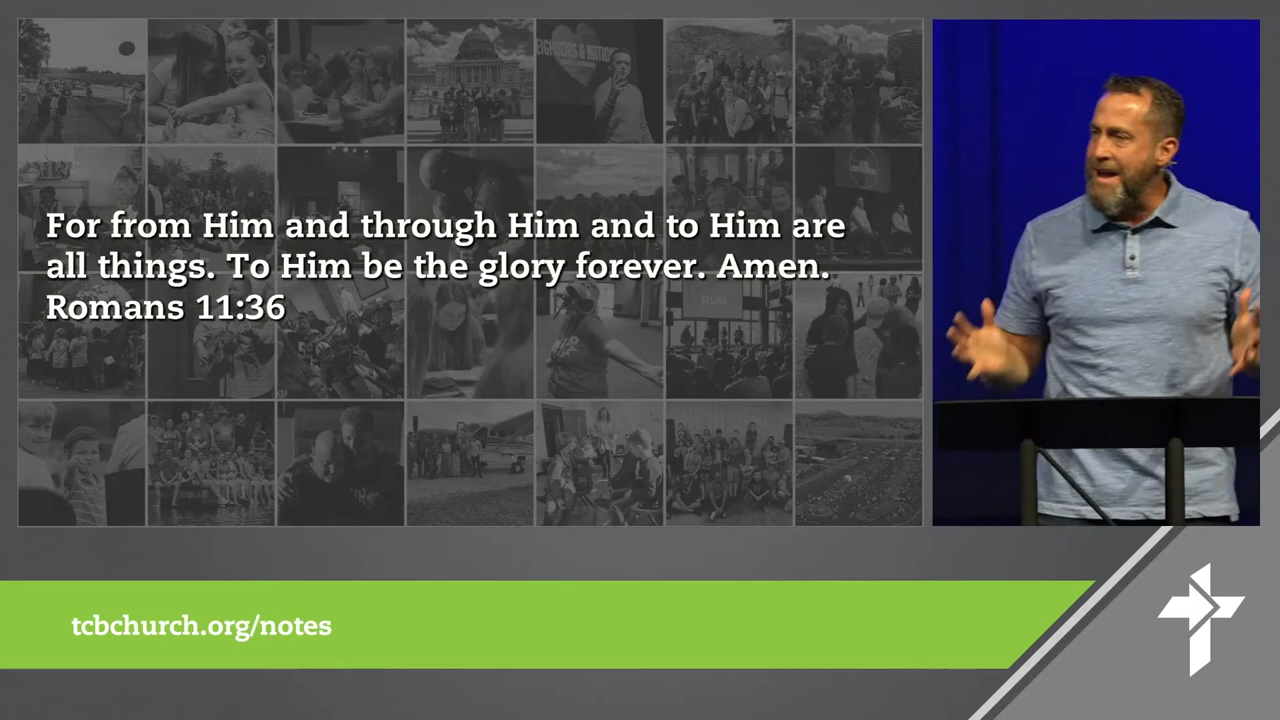 For from Him and through Him and to Him are
all things. To Him be the glory forever. Amen.
Romans 11:36
tcbchurch.org/notes